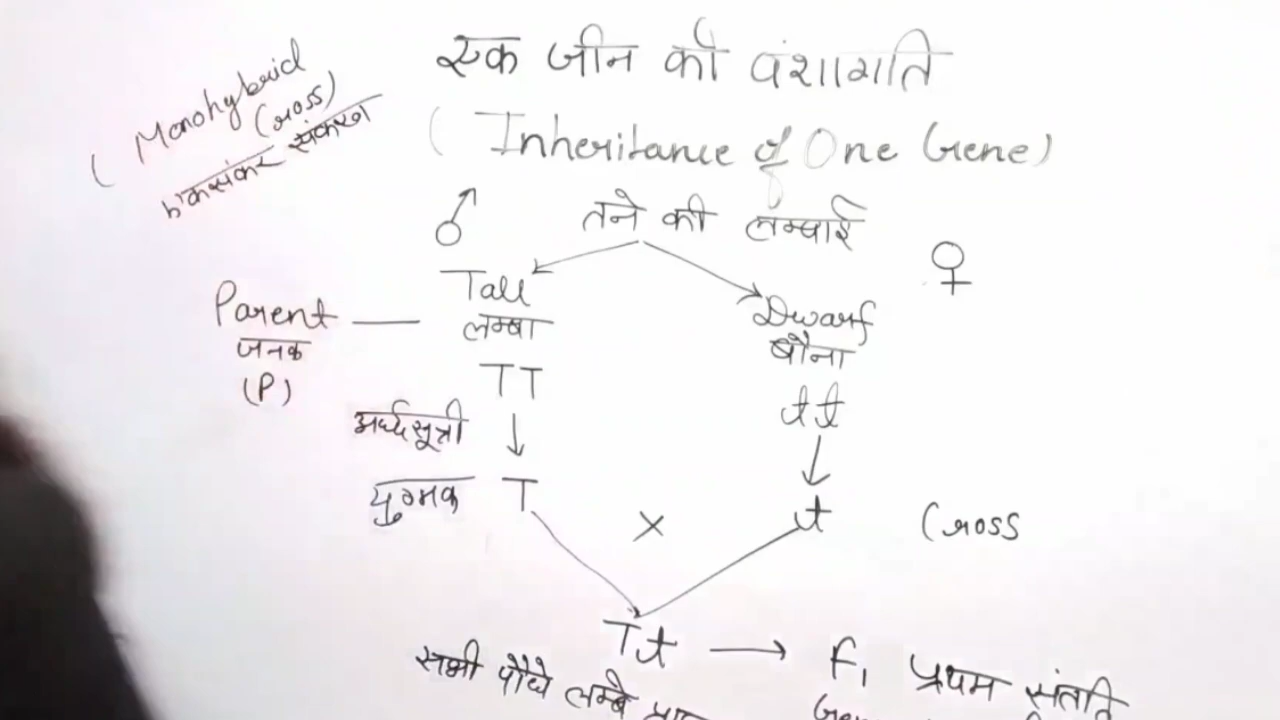 एक जीन की वंशागति
( Inheritance of One Gene)
( Monohybrid
Cross)
एकसंकर संकरण
तने की लम्बाई
♂
♀
Tall
लम्बा
Dwarf
बौना
Parent
जनक
(P)
TT
tt
अर्ध्दसूत्री
युग्मक
T × t Cross
Tt → F₁ प्रथम संतति
सभी पौधे लम्बे